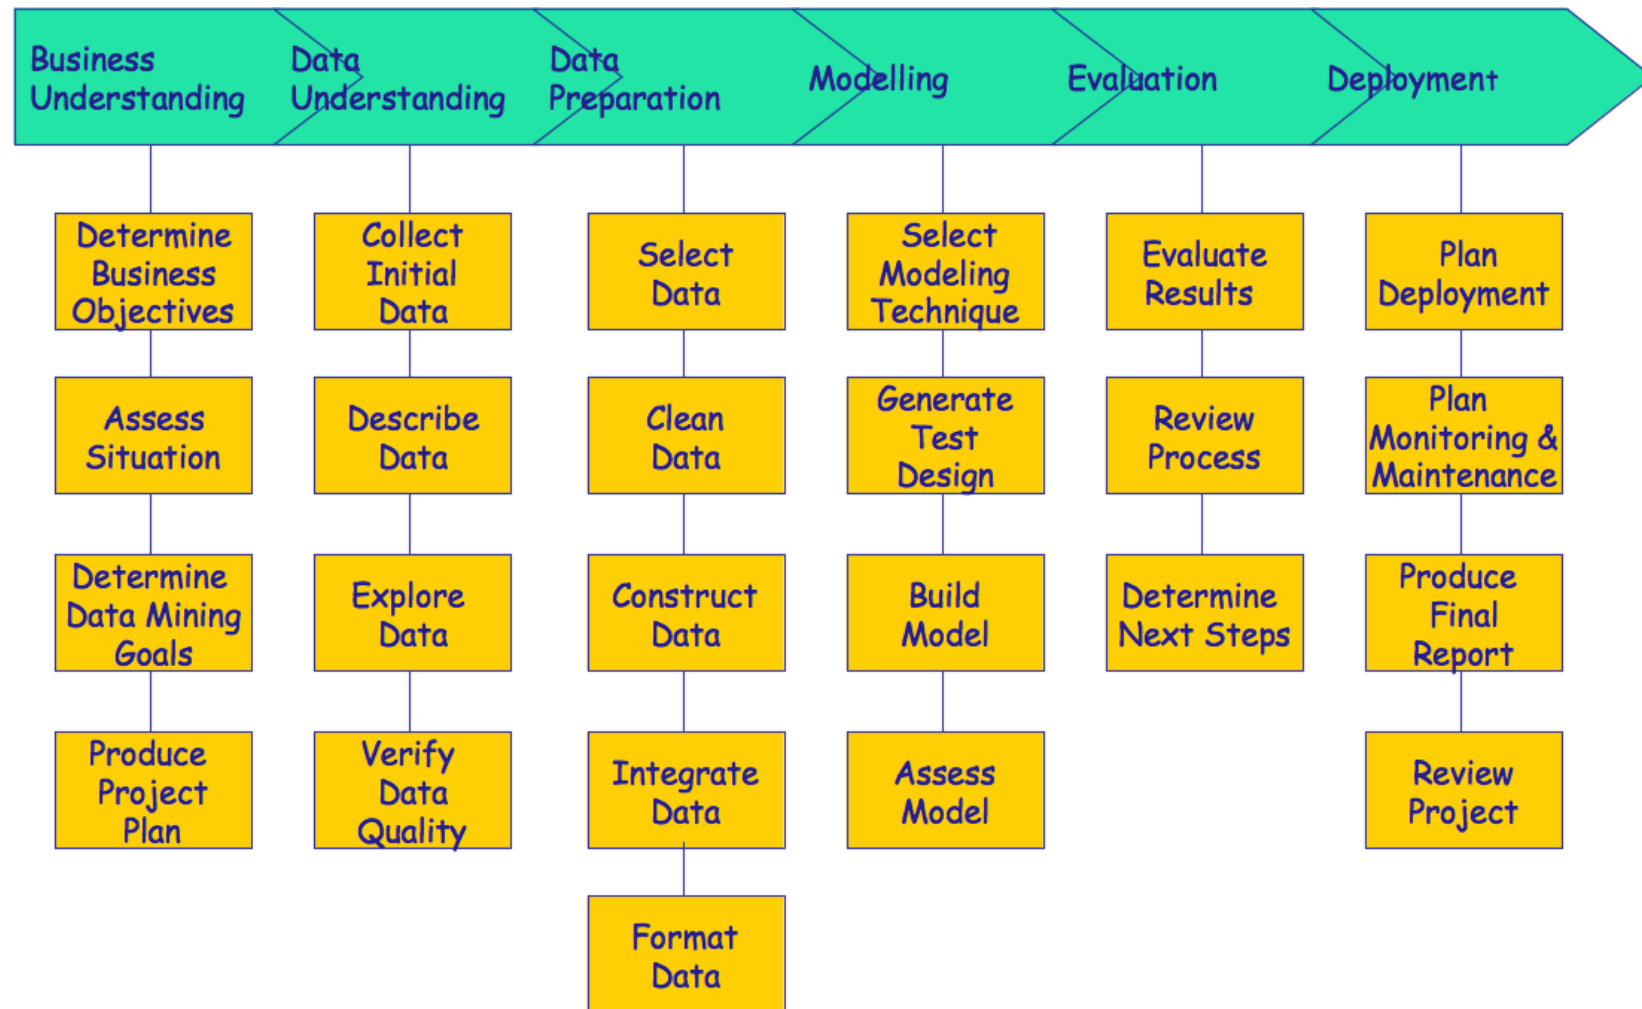 Business
Understanding
Data
Understanding
Data
Preparation
Modelling
Evaluation
Deployment
Determine
Business
Objectives
Assess
Situation
Determine
Data Mining
Goals
Produce
Project
Plan
Collect
Initial
Data
Describe
Data
Explore
Data
Verify
Data
Quality
Select
Data
Clean
Data
Construct
Data
Integrate
Data
Format
Data
Select
Modeling
Technique
Generate
Test
Design
Build
Model
Assess
Model
Evaluate
Results
Review
Process
Determine
Next Steps
Plan
Deployment
Plan
Monitoring &
Maintenance
Produce
Final
Report
Review
Project